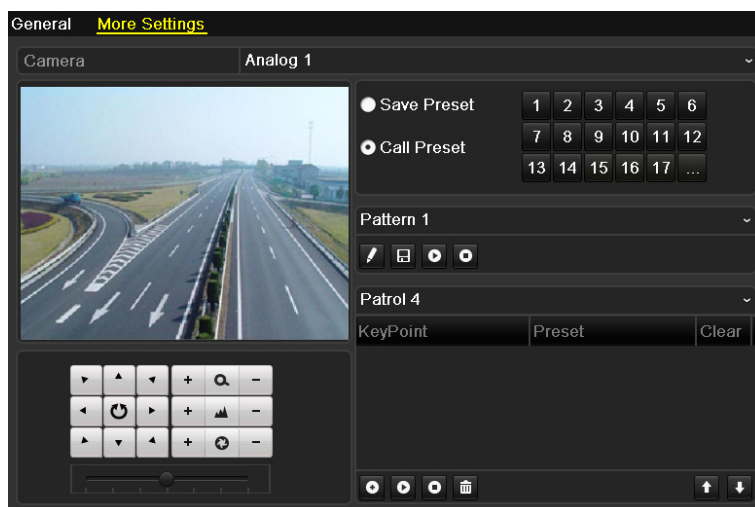 General More Settings
Camera Analog 1
Save Preset
Call Preset
1 2 3 4 5 6
7 8 9 10 11 12
13 14 15 16 17 ...
Pattern 1
Patrol 4
KeyPoint Preset Clear
+ -
+ -
+ -